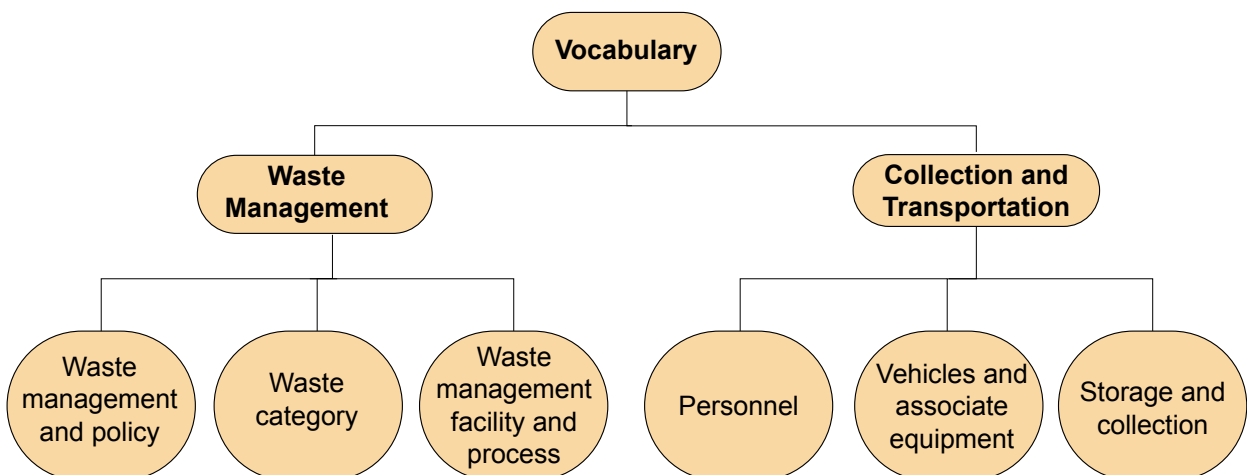 Vocabulary
Waste
Management
Collection and
Transportation
Waste
management
and policy
Waste
category
Waste
management
facility and
process
Personnel
Vehicles and
associate
equipment
Storage and
collection